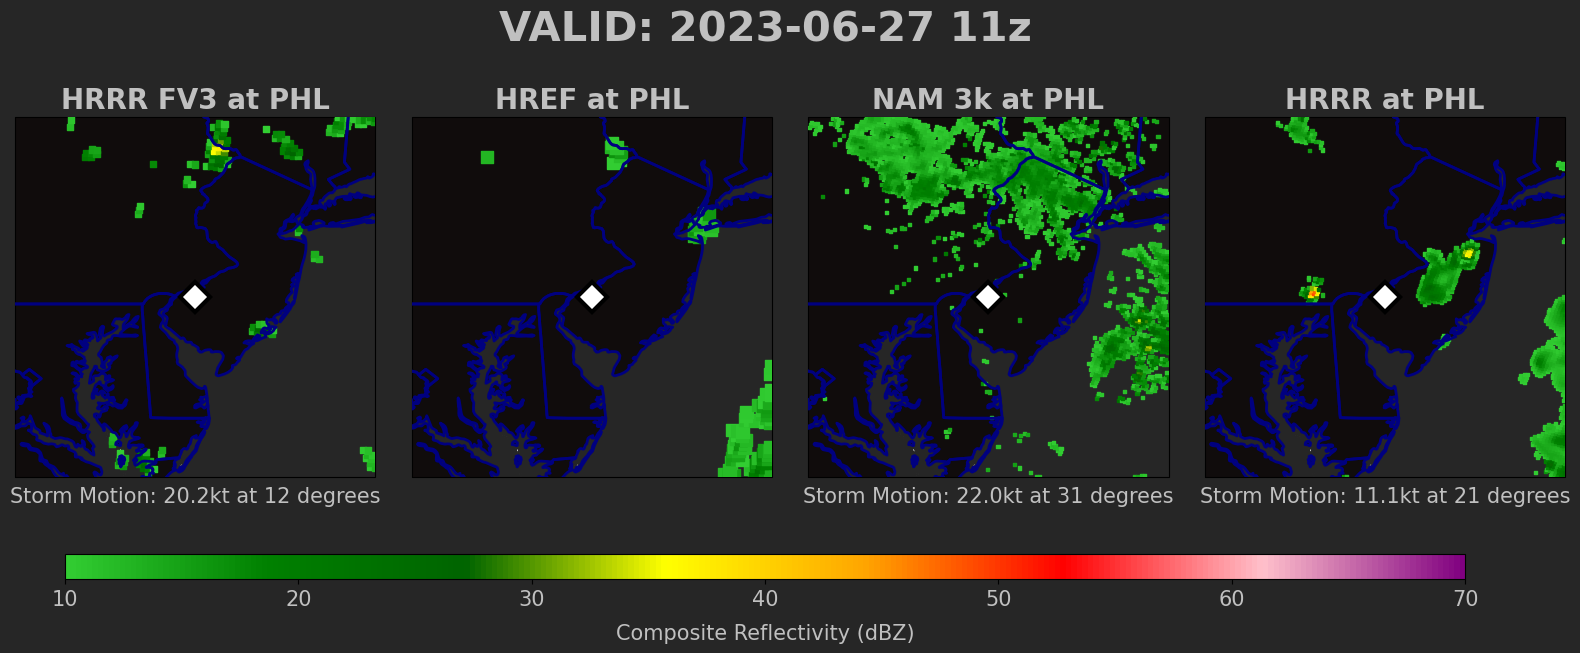 VALID: 2023-06-27 11z
HRRR FV3 at PHL
HREF at PHL
NAM 3k at PHL
HRRR at PHL
Storm Motion: 20.2kt at 12 degrees
Storm Motion: 22.0kt at 31 degrees
Storm Motion: 11.1kt at 21 degrees
10 20 30 40 50 60 70
Composite Reflectivity (dBZ)